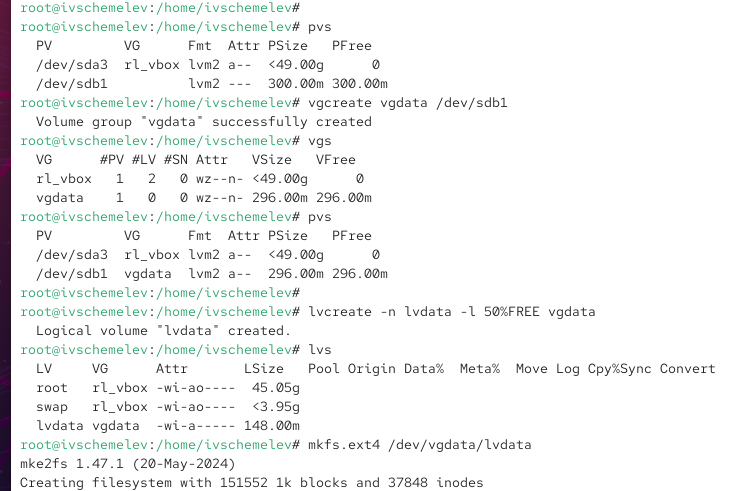 root@ivschemelev:/home/ivschemelev#
root@ivschemelev:/home/ivschemelev# pvs
  PV         VG      Fmt  Attr PSize   PFree
  /dev/sda3  rl_vbox lvm2 a--  <49.00g      0
  /dev/sdb1          lvm2 ---  300.00m 300.00m
root@ivschemelev:/home/ivschemelev# vgcreate vgdata /dev/sdb1
  Volume group "vgdata" successfully created
root@ivschemelev:/home/ivschemelev# vgs
  VG      #PV #LV #SN Attr   VSize   VFree
  rl_vbox   1   2   0 wz--n- <49.00g      0
  vgdata    1   0   0 wz--n- 296.00m 296.00m
root@ivschemelev:/home/ivschemelev# pvs
  PV         VG      Fmt  Attr PSize   PFree
  /dev/sda3  rl_vbox lvm2 a--  <49.00g      0
  /dev/sdb1  vgdata  lvm2 a--  296.00m 296.00m
root@ivschemelev:/home/ivschemelev#
root@ivschemelev:/home/ivschemelev# lvcreate -n lvdata -l 50%FREE vgdata
  Logical volume "lvdata" created.
root@ivschemelev:/home/ivschemelev# lvs
  LV     VG      Attr       LSize   Pool Origin Data%  Meta%  Move Log Cpy%Sync Convert
  root   rl_vbox -wi-ao----  45.05g
  swap   rl_vbox -wi-ao----  <3.95g
  lvdata vgdata  -wi-a----- 148.00m
root@ivschemelev:/home/ivschemelev# mkfs.ext4 /dev/vgdata/lvdata
mke2fs 1.47.1 (20-May-2024)
Creating filesystem with 151552 1k blocks and 37848 inodes